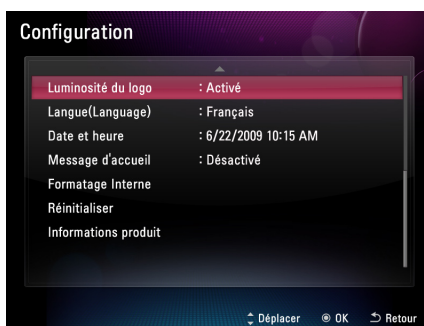 Configuration
Luminosité du logo : Activé
Langue(Language) : Français
Date et heure : 6/22/2009 10:15 AM
Message d'accueil : Désactivé
Formatage Interne
Réinitialiser
Informations produit
Déplacer OK Retour